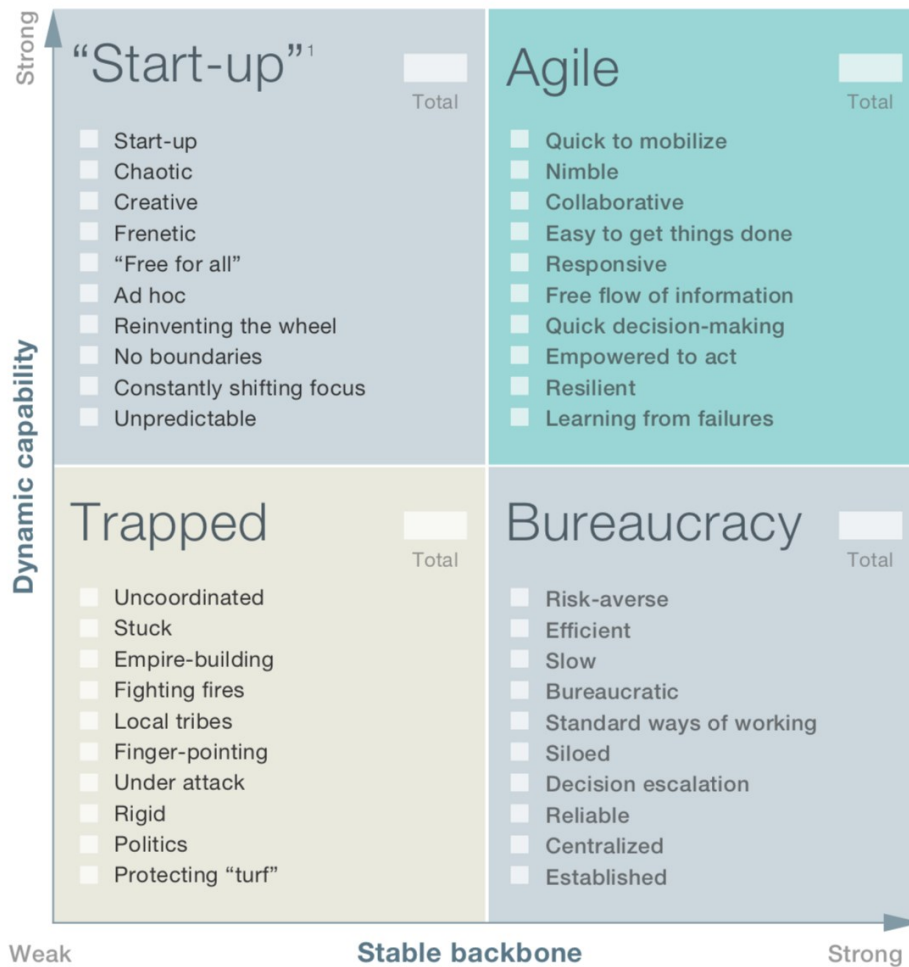 Strong
Dynamic capability
“Start-up”¹
Total
Start-up
Chaotic
Creative
Frenetic
“Free for all”
Ad hoc
Reinventing the wheel
No boundaries
Constantly shifting focus
Unpredictable
Agile
Total
Quick to mobilize
Nimble
Collaborative
Easy to get things done
Responsive
Free flow of information
Quick decision-making
Empowered to act
Resilient
Learning from failures
Trapped
Total
Uncoordinated
Stuck
Empire-building
Fighting fires
Local tribes
Finger-pointing
Under attack
Rigid
Politics
Protecting “turf”
Bureaucracy
Total
Risk-averse
Efficient
Slow
Bureaucratic
Standard ways of working
Siloed
Decision escalation
Reliable
Centralized
Established
Weak
Stable backbone
Strong